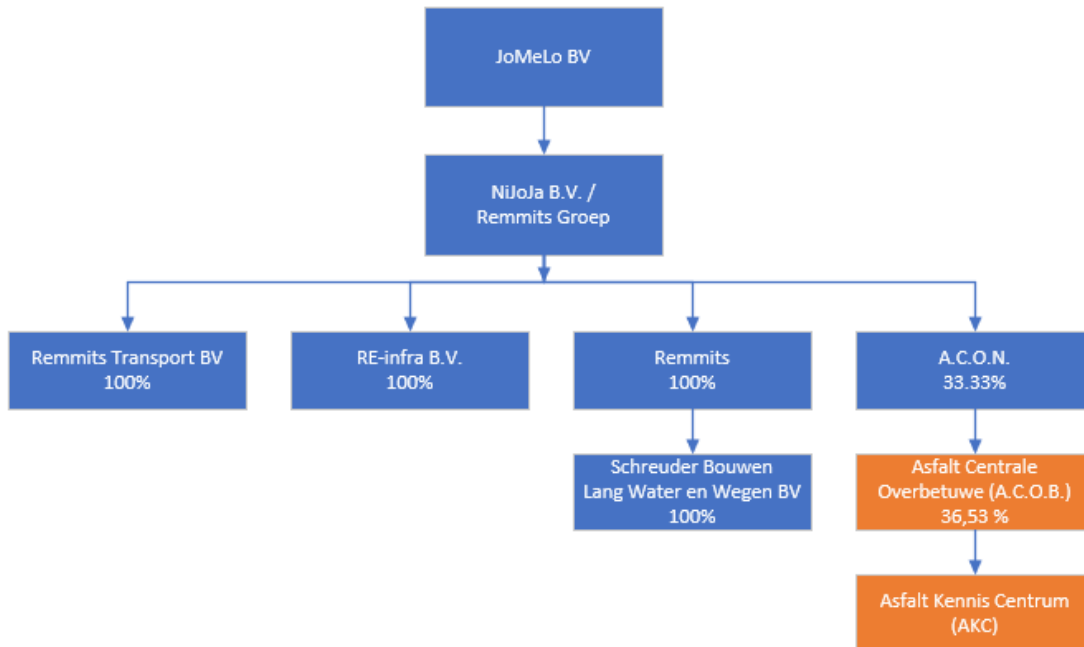 JoMeLo BV
NiJoJa B.V. /
Remmits Groep
Remmits Transport BV
100%
RE-infra B.V.
100%
Remmits
100%
A.C.O.N.
33.33%
Schreuder Bouwen
Lang Water en Wegen BV
100%
Asfalt Centrale
Overbetuwe (A.C.O.B.)
36,53 %
Asfalt Kennis Centrum
(AKC)